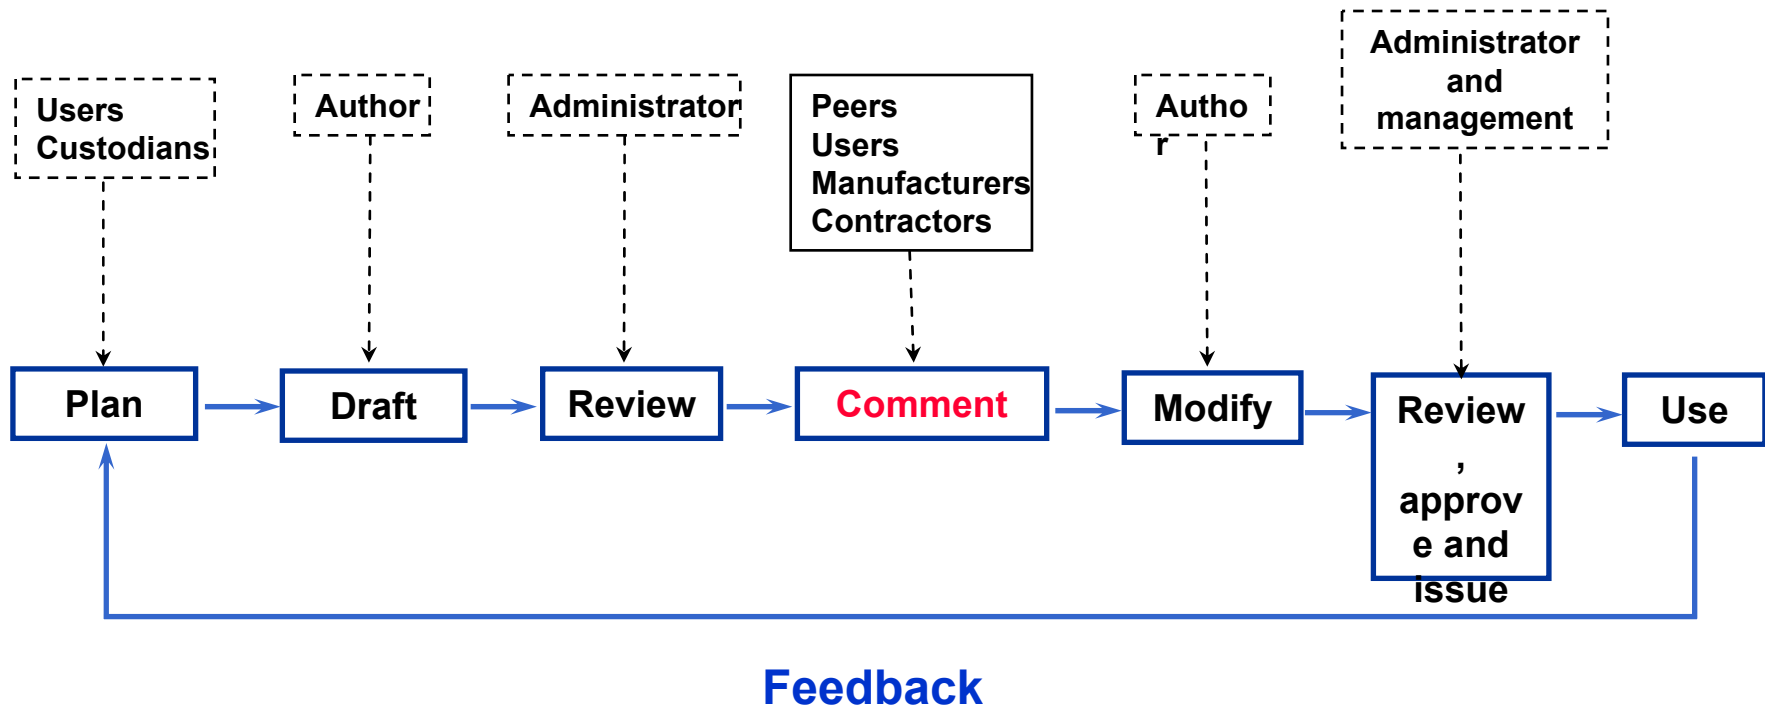 Users
Custodians
Author
Administrator
Peers
Users
Manufacturers
Contractors
Autho
r
Administrator
and
management
Plan
Draft
Review
Comment
Modify
Review
,
approv
e and
issue
Use
Feedback